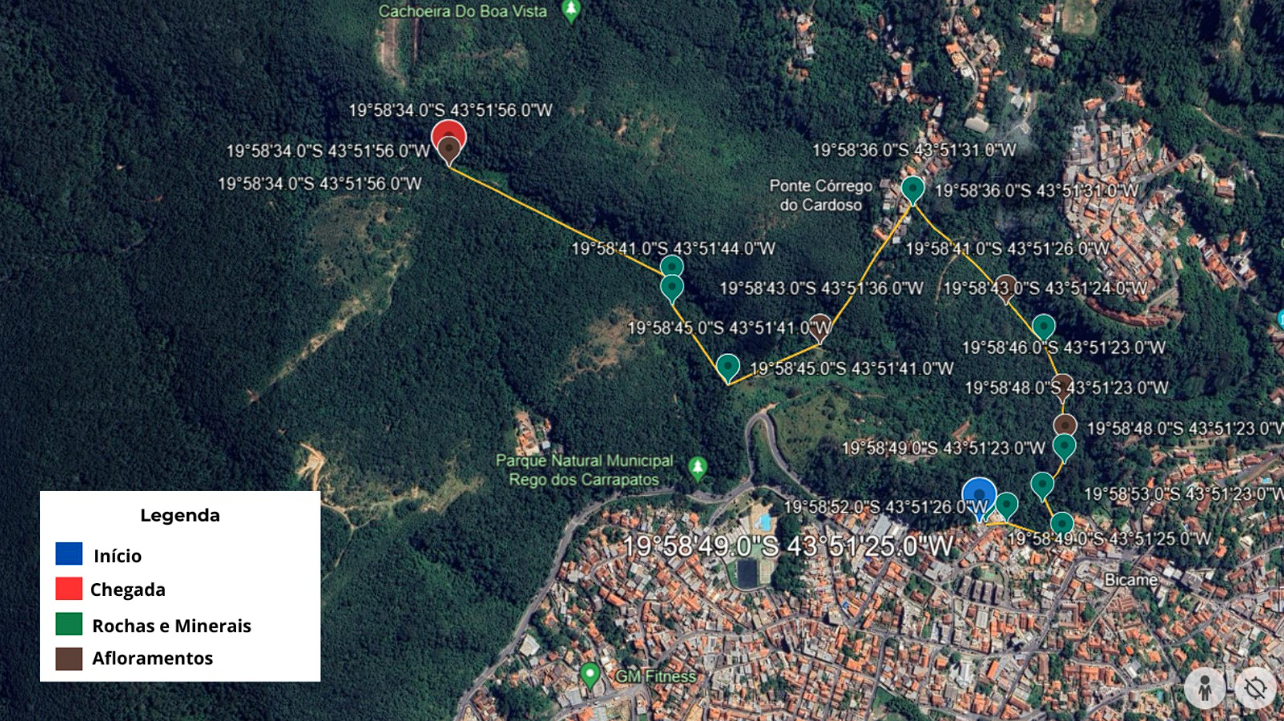 Cachoeira Do Boa Vista
19°58'34.0"S 43°51'56.0"W
19°58'34.0"S 43°51'56.0"W
19°58'36.0"S 43°51'31.0"W
19°58'34.0"S 43°51'56.0"W
Ponte Córrego
do Cardoso
19°58'36.0"S 43°51'31.0"W
19°58'41.0"S 43°51'44.0"W
19°58'41.0"S 43°51'26.0"W
19°58'43.0"S 43°51'36.0"W
19°58'43.0"S 43°51'24.0"W
19°58'45.0"S 43°51'41.0"W
19°58'46.0"S 43°51'23.0"W
19°58'45.0"S 43°51'41.0"W
19°58'48.0"S 43°51'23.0"W
19°58'48.0"S 43°51'23.0"W
19°58'49.0"S 43°51'23.0"W
Parque Natural Municipal
Rego dos Carrapatos
19°58'53.0"S 43°51'23.0"W
19°58'52.0"S 43°51'26.0"W
19°58'49.0"S 43°51'25.0"W
19°58'49.0"S 43°51'25.0"W
Bicame
GM Fitness
Legenda
Início
Chegada
Rochas e Minerais
Afloramentos